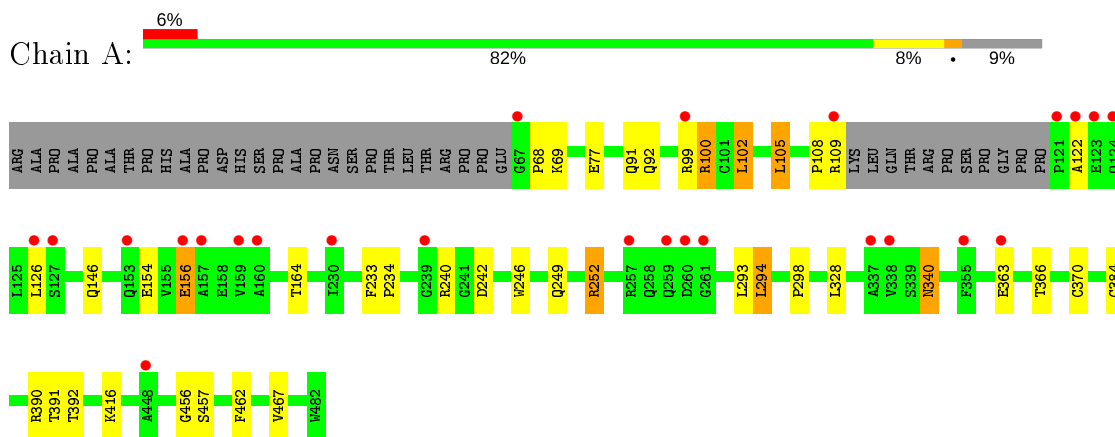 6%
Chain A:
82% 8% • 9%
ARG ALA PRO ALA PRO ALA THR PRO HIS ALA PRO ASP HIS SER PRO ALA PRO ASN SER PRO THR LEU THR ARG PRO PRO GLU G67 P68 K69 E77 Q91 Q92 R99 R100 C101 L102 L105 P108 R109 LYS LEU GLN THR ARG PRO SER PRO GLY PRO PRO P121 A122 E123 Q124
L125 L126 S127 Q146 Q153 E154 V155 E156 A157 E158 V159 A160 T164 I230 F233 P234 G239 R240 G241 D242 W246 Q249 R252 R257 Q258 Q259 D260 G261 L293 L294 P298 L328 A337 V338 S339 N340 F355 E363 T366 C370 C384
R390 T391 T392 K416 A448 G456 S457 F462 V467 W482